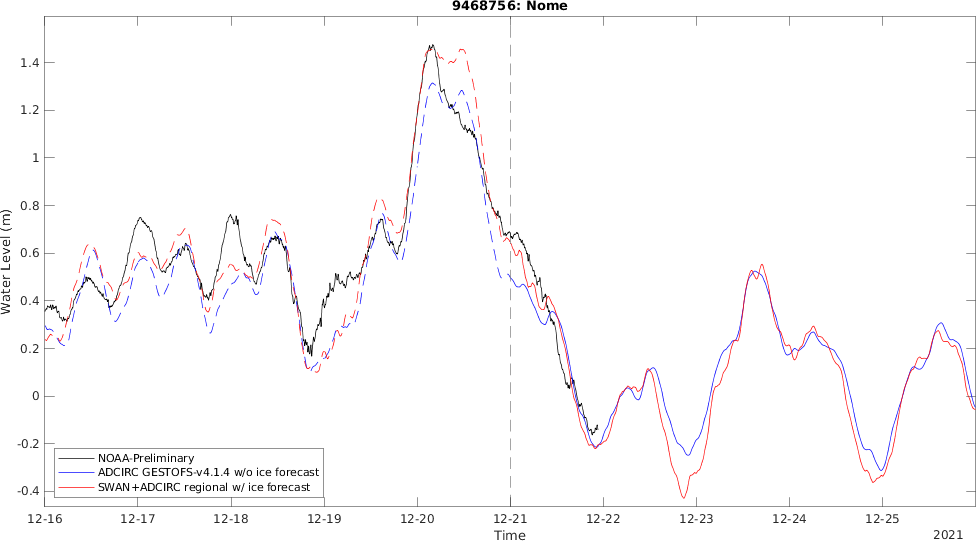 9468756: Nome
Water Level (m)
1.4
1.2
1
0.8
0.6
0.4
0.2
0
-0.2
-0.4
NOAA-Preliminary
ADCIRC GESTOFS-v4.1.4 w/o ice forecast
SWAN+ADCIRC regional w/ ice forecast
12-16 12-17 12-18 12-19 12-20 12-21 12-22 12-23 12-24 12-25
Time
2021